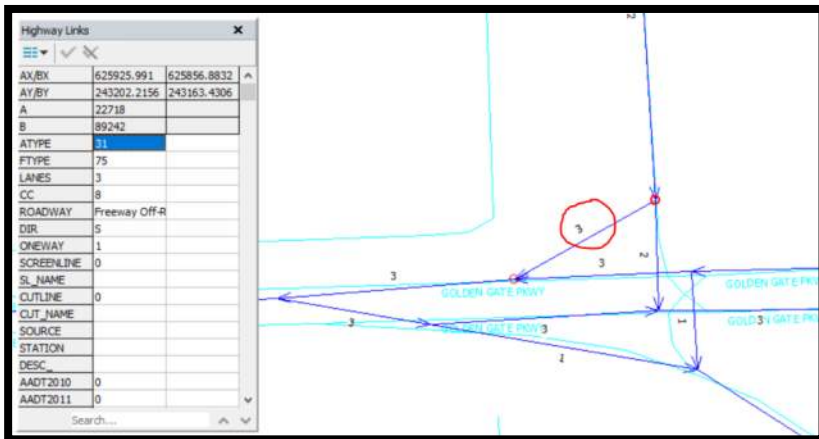 Highway Links
AX/BX 625925.991 625856.8832
AY/BY 243202.2156 243163.4306
A 22718
B 89242
ATYPE 31
FTYPE 75
LANES 3
CC 8
ROADWAY Freeway Off-R
DIR S
ONEWAY 1
SCREENLINE 0
SL_NAME
CUTLINE 0
CUT_NAME
SOURCE
STATION
DESC_
AADT2010 0
AADT2011 0
Search...
2
3
2
3
3
GOLDEN GATE PKWY
GOLDEN GATE PKWY
3
GOLDEN GATE PKWY
3
1
3
1